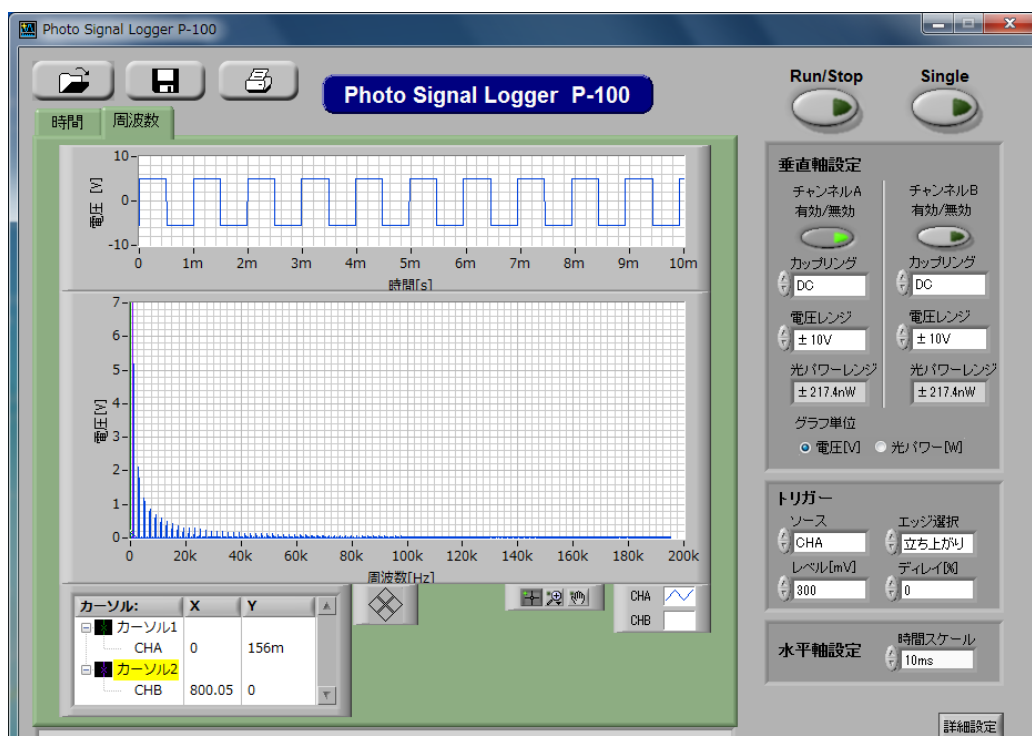 Photo Signal Logger P-100
Photo Signal Logger P-100
Run/Stop
Single
時間
周波数
10
0
-10
電圧 [V]
0 1m 2m 3m 4m 5m 6m 7m 8m 9m 10m
時間[s]
7
6
5
4
3
2
1
0
電圧[V]
0 20k 40k 60k 80k 100k 120k 140k 160k 180k 200k
周波数[Hz]
カーソル: X Y
カーソル1
CHA 0 156m
カーソル2
CHB 800.05 0
CHA
CHB
垂直軸設定
チャンネルA
有効/無効
カップリング
DC
電圧レンジ
±10V
光パワーレンジ
±217.4nW
チャンネルB
有効/無効
カップリング
DC
電圧レンジ
±10V
光パワーレンジ
±217.4nW
グラフ単位
電圧[V] 光パワー[W]
トリガー
ソース
CHA
エッジ選択
立ち上がり
レベル[mV]
300
ディレイ[%]
0
水平軸設定
時間スケール
10ms
詳細設定